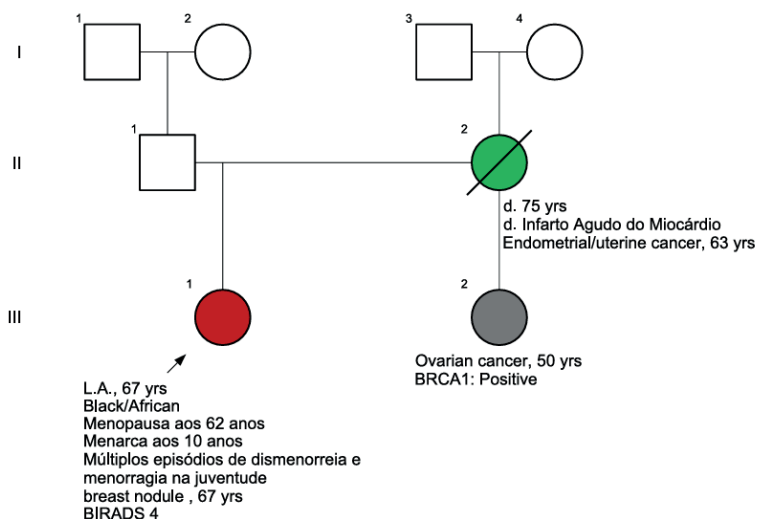 1
2
3
4
I
1
2
II
d. 75 yrs
d. Infarto Agudo do Miocárdio
Endometrial/uterine cancer, 63 yrs
1
2
III
L.A., 67 yrs
Black/African
Menopausa aos 62 anos
Menarca aos 10 anos
Múltiplos episódios de dismenorreia e
menorragia na juventude
breast nodule , 67 yrs
BIRADS 4
Ovarian cancer, 50 yrs
BRCA1: Positive